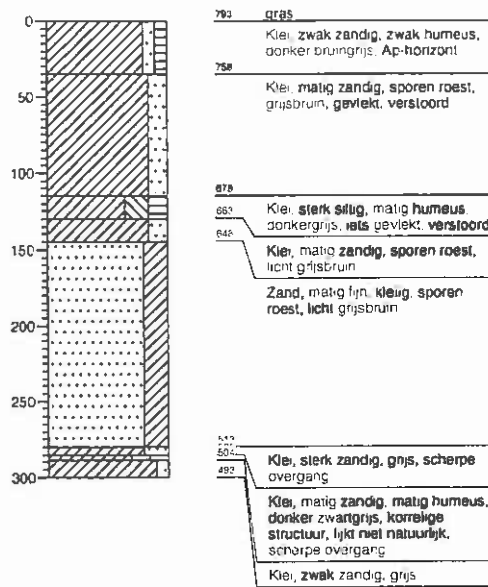 0
793 gras
Klei, zwak zandig, zwak humeus,
donker bruingrijs, Ap-horizont
758
Klei, matig zandig, sporen roest,
grijsbruin, gevlekt, verstoord
50
100
678
663 Klei, sterk siltig, matig humeus,
donkergrijs, iets gevlekt, verstoord
648
Klei, matig zandig, sporen roest,
licht grijsbruin
150
Zand, matig fijn, kleiig, sporen
roest, licht grijsbruin
200
250
513
504 Klei, sterk zandig, grijs, scherpe
overgang
493
300
Klei, matig zandig, matig humeus,
donker zwartgrijs, korrelige
structuur, lijkt niet natuurlijk,
scherpe overgang
Klei, zwak zandig, grijs